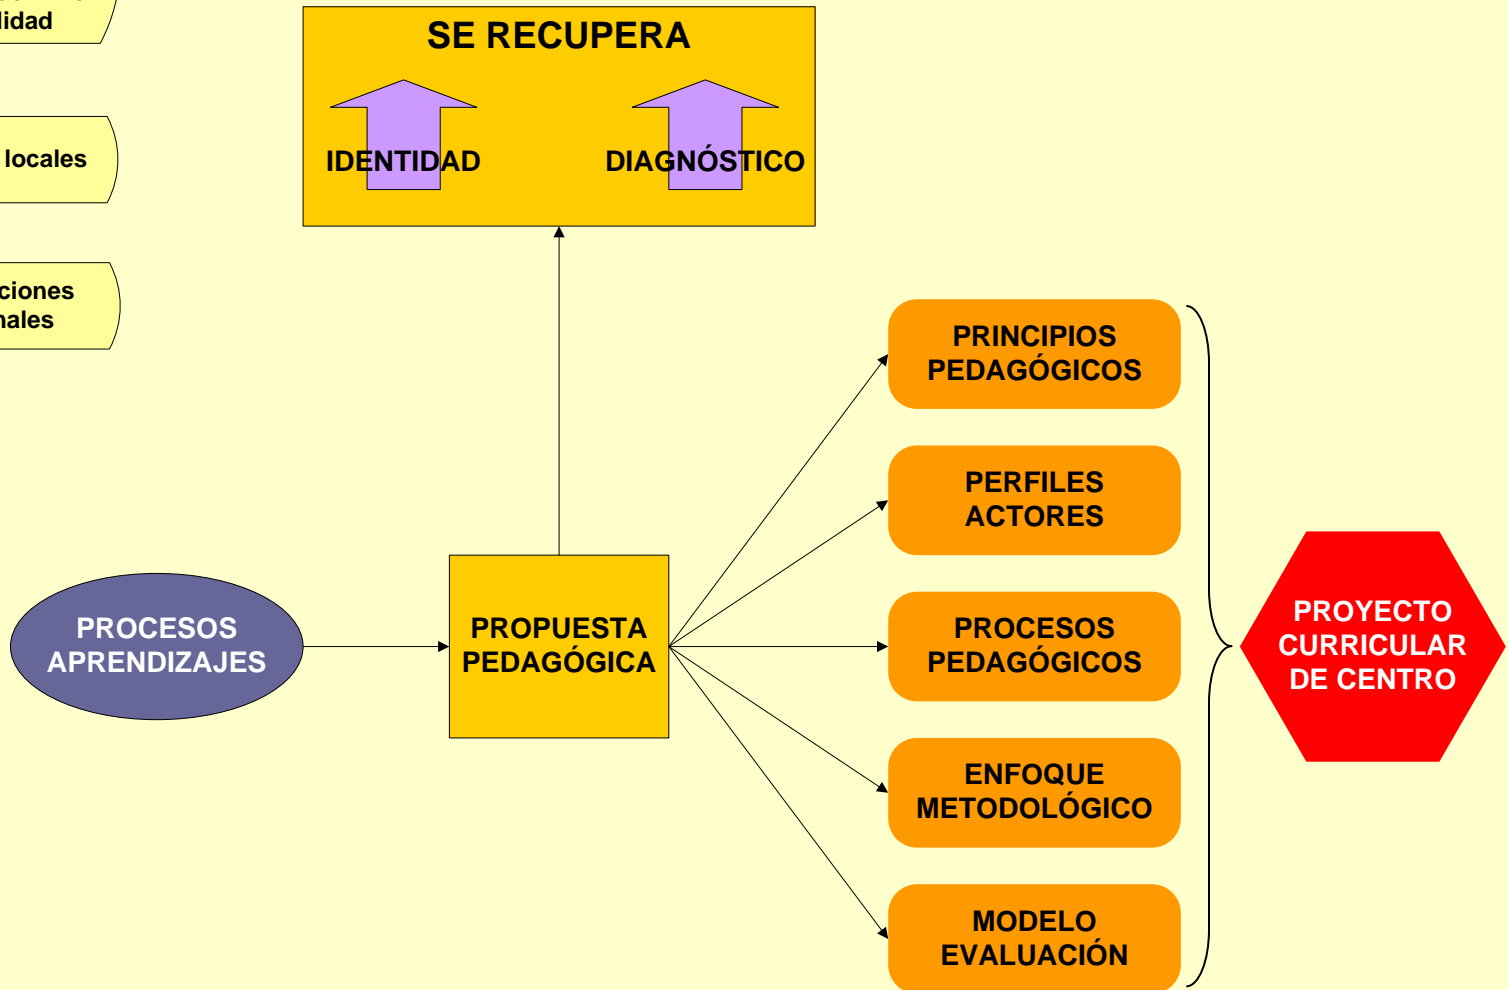 lidad
locales
ciones
nales
SE RECUPERA
IDENTIDAD
DIAGNÓSTICO
PRINCIPIOS
PEDAGÓGICOS
PERFILES
ACTORES
PROCESOS
APRENDIZAJES
PROPUESTA
PEDAGÓGICA
PROCESOS
PEDAGÓGICOS
ENFOQUE
METODOLÓGICO
MODELO
EVALUACIÓN
PROYECTO
CURRICULAR
DE CENTRO